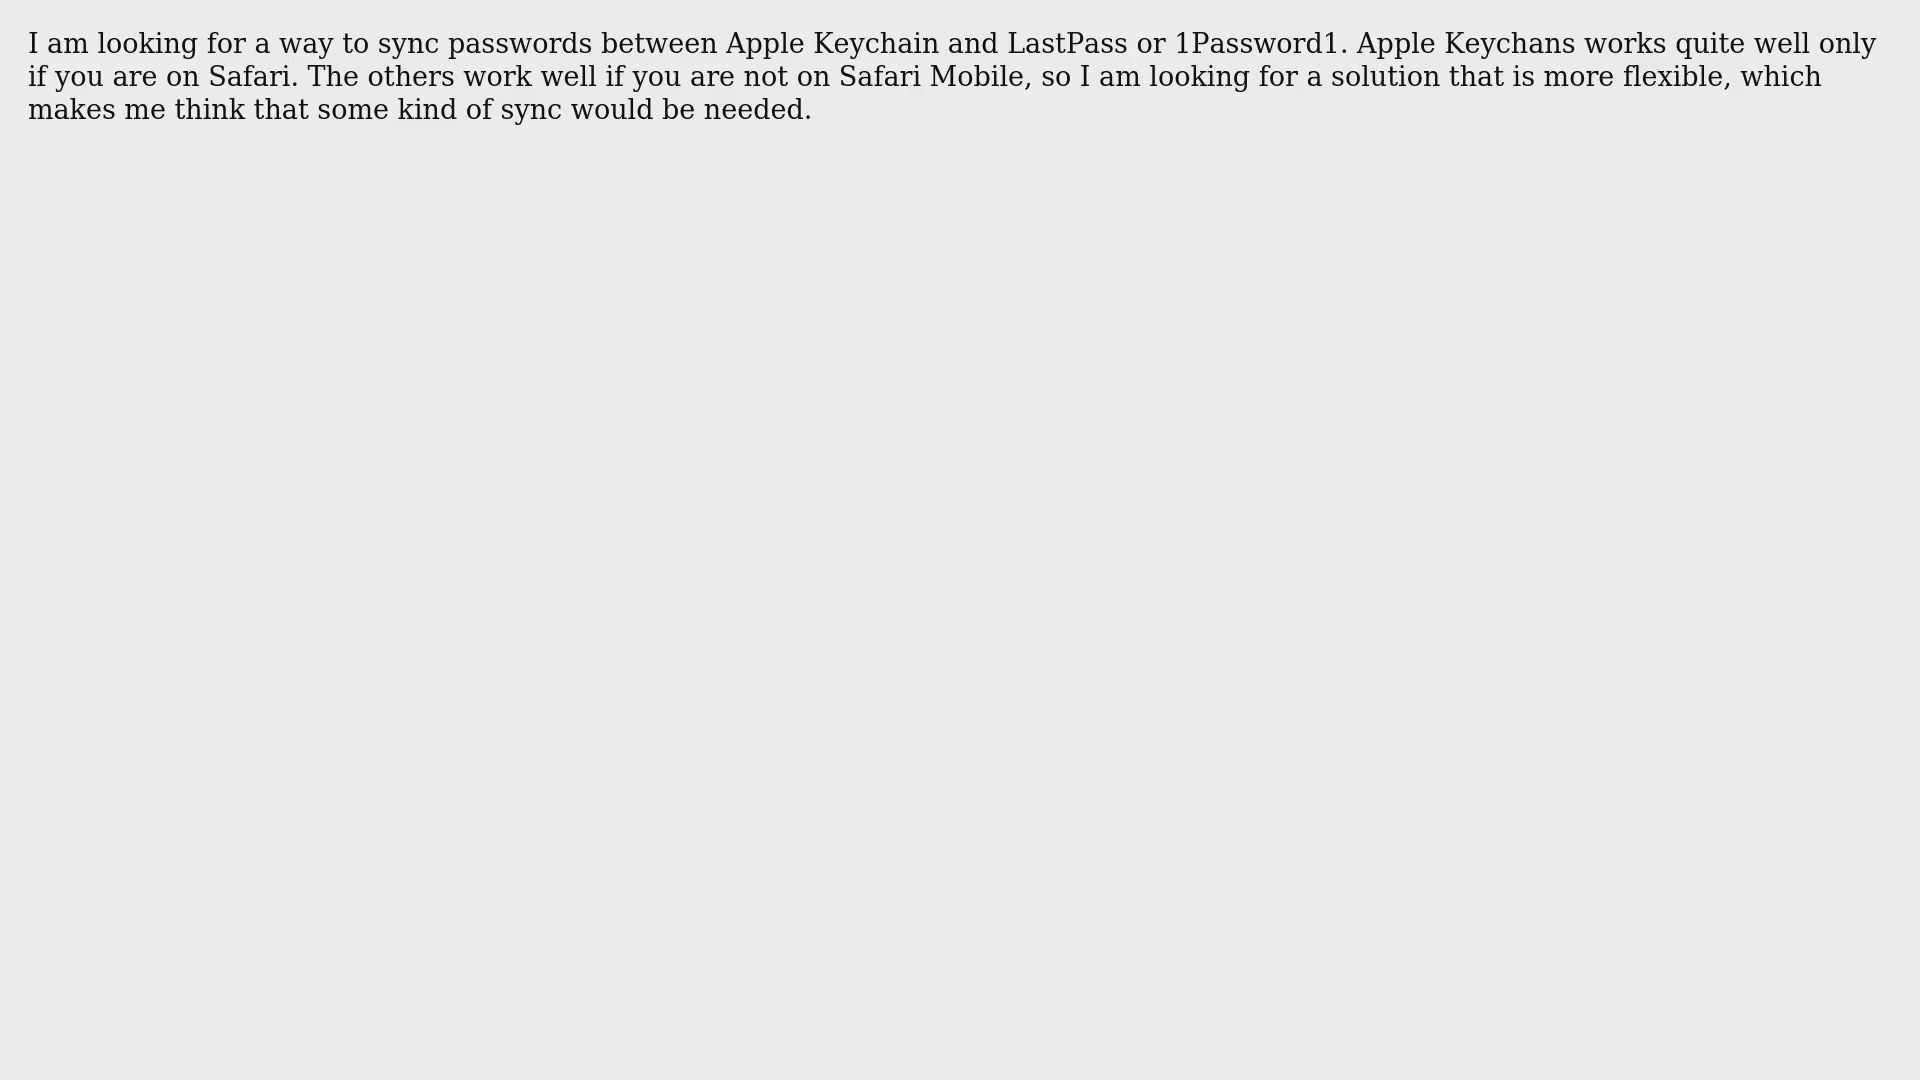 I am looking for a way to sync passwords between Apple Keychain and LastPass or 1Password1. Apple Keychans works quite well only
if you are on Safari. The others work well if you are not on Safari Mobile, so I am looking for a solution that is more flexible, which
makes me think that some kind of sync would be needed.